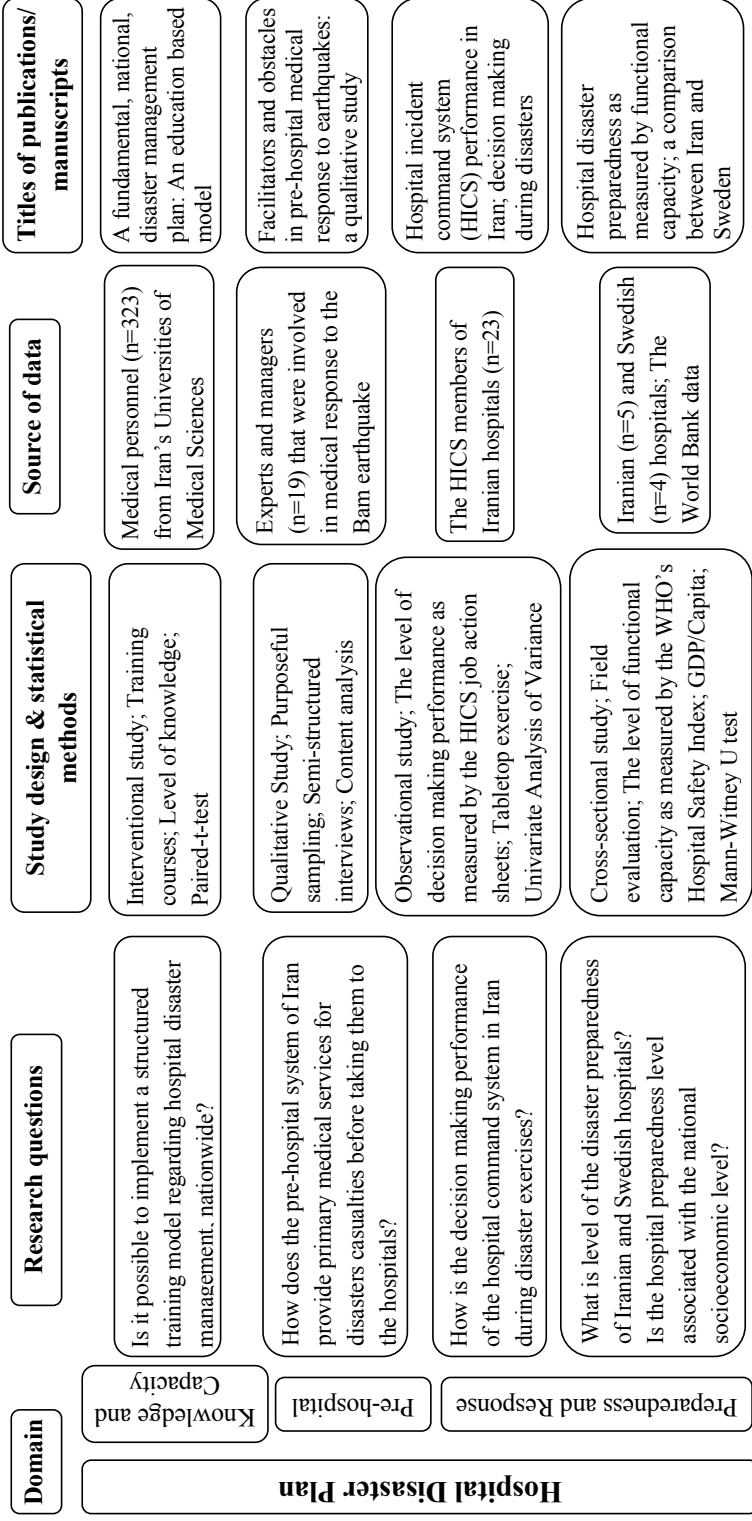 Domain
Research questions
Study design & statistical
methods
Source of data
Titles of publications/
manuscripts
Hospital Disaster Plan
Knowledge and
Capacity
Is it possible to implement a structured
training model regarding hospital disaster
management, nationwide?
Interventional study; Training
courses; Level of knowledge;
Paired-t-test
Medical personnel (n=323)
from Iran's Universities of
Medical Sciences
A fundamental, national,
disaster management
plan: An education based
model
Pre-hospital
How does the pre-hospital system of Iran
provide primary medical services for
disasters casualties before taking them to
the hospitals?
Qualitative Study; Purposeful
sampling; Semi-structured
interviews; Content analysis
Experts and managers
(n=19) that were involved
in medical response to the
Bam earthquake
Facilitators and obstacles
in pre-hospital medical
response to earthquakes:
a qualitative study
Preparedness and Response
How is the decision making performance
of the hospital command system in Iran
during disaster exercises?
Observational study; The level of
decision making performance as
measured by the HICS job action
sheets; Tabletop exercise;
Univariate Analysis of Variance
The HICS members of
Iranian hospitals (n=23)
Hospital incident
command system
(HICS) performance in
Iran; decision making
during disasters
What is level of the disaster preparedness
of Iranian and Swedish hospitals?
Is the hospital preparedness level
associated with the national
socioeconomic level?
Cross-sectional study; Field
evaluation; The level of functional
capacity as measured by the WHO's
Hospital Safety Index; GDP/Capita;
Mann-Witney U test
Iranian (n=5) and Swedish
(n=4) hospitals; The
World Bank data
Hospital disaster
preparedness as
measured by functional
capacity; a comparison
between Iran and
Sweden